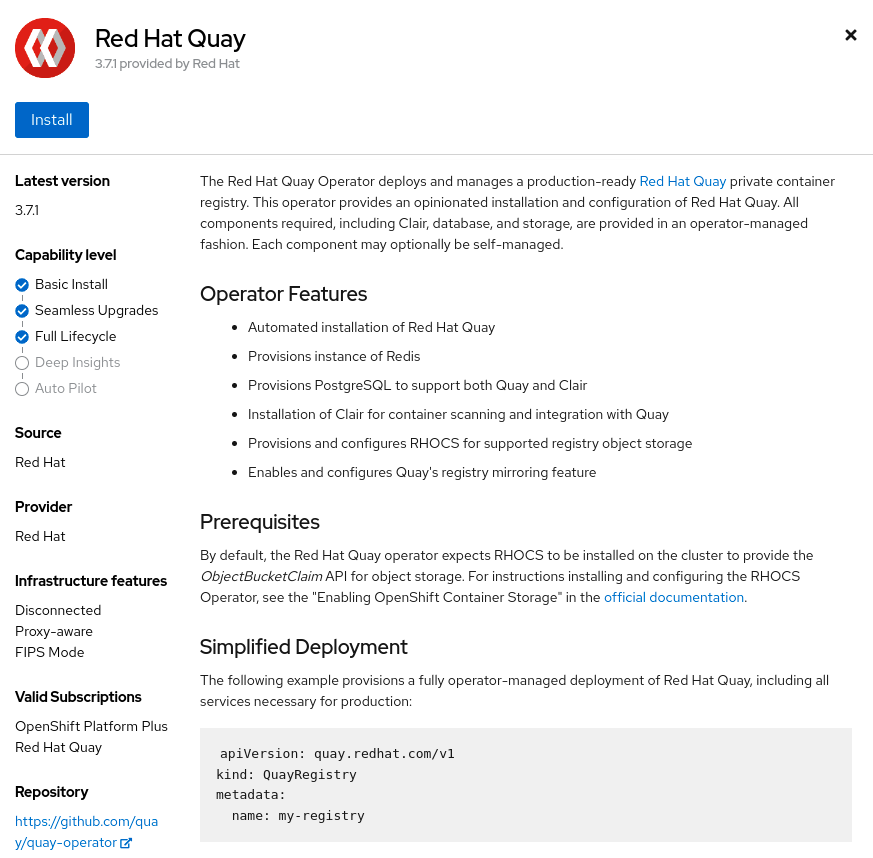 Red Hat Quay
3.7.1 provided by Red Hat
Install
Latest version
3.7.1
Capability level
Basic Install
Seamless Upgrades
Full Lifecycle
Deep Insights
Auto Pilot
Source
Red Hat
Provider
Red Hat
Infrastructure features
Disconnected
Proxy-aware
FIPS Mode
Valid Subscriptions
OpenShift Platform Plus
Red Hat Quay
Repository
https://github.com/qua
y/quay-operator
The Red Hat Quay Operator deploys and manages a production-ready Red Hat Quay private container
registry. This operator provides an opinionated installation and configuration of Red Hat Quay. All
components required, including Clair, database, and storage, are provided in an operator-managed
fashion. Each component may optionally be self-managed.
Operator Features
• Automated installation of Red Hat Quay
• Provisions instance of Redis
• Provisions PostgreSQL to support both Quay and Clair
• Installation of Clair for container scanning and integration with Quay
• Provisions and configures RHOCS for supported registry object storage
• Enables and configures Quay's registry mirroring feature
Prerequisites
By default, the Red Hat Quay operator expects RHOCS to be installed on the cluster to provide the
ObjectBucketClaim API for object storage. For instructions installing and configuring the RHOCS
Operator, see the "Enabling OpenShift Container Storage" in the official documentation.
Simplified Deployment
The following example provisions a fully operator-managed deployment of Red Hat Quay, including all
services necessary for production:
apiVersion: quay.redhat.com/v1
kind: QuayRegistry
metadata:
  name: my-registry